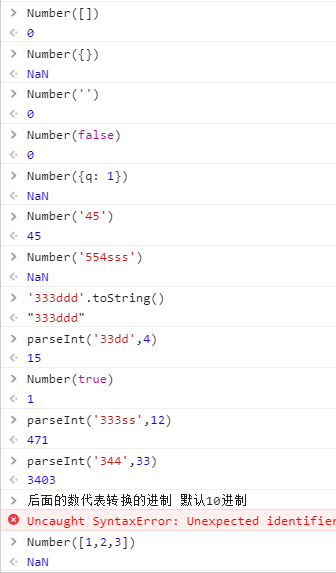 Number([])
0
Number({})
NaN
Number('')
0
Number(false)
0
Number({q: 1})
NaN
Number('45')
45
Number('554sss')
NaN
'333ddd'.toString()
"333ddd"
parseInt('33dd',4)
15
Number(true)
1
parseInt('333ss',12)
471
parseInt('344',33)
3403
后面的数代表转换的进制 默认10进制
Uncaught SyntaxError: Unexpected identifier
Number([1,2,3])
NaN